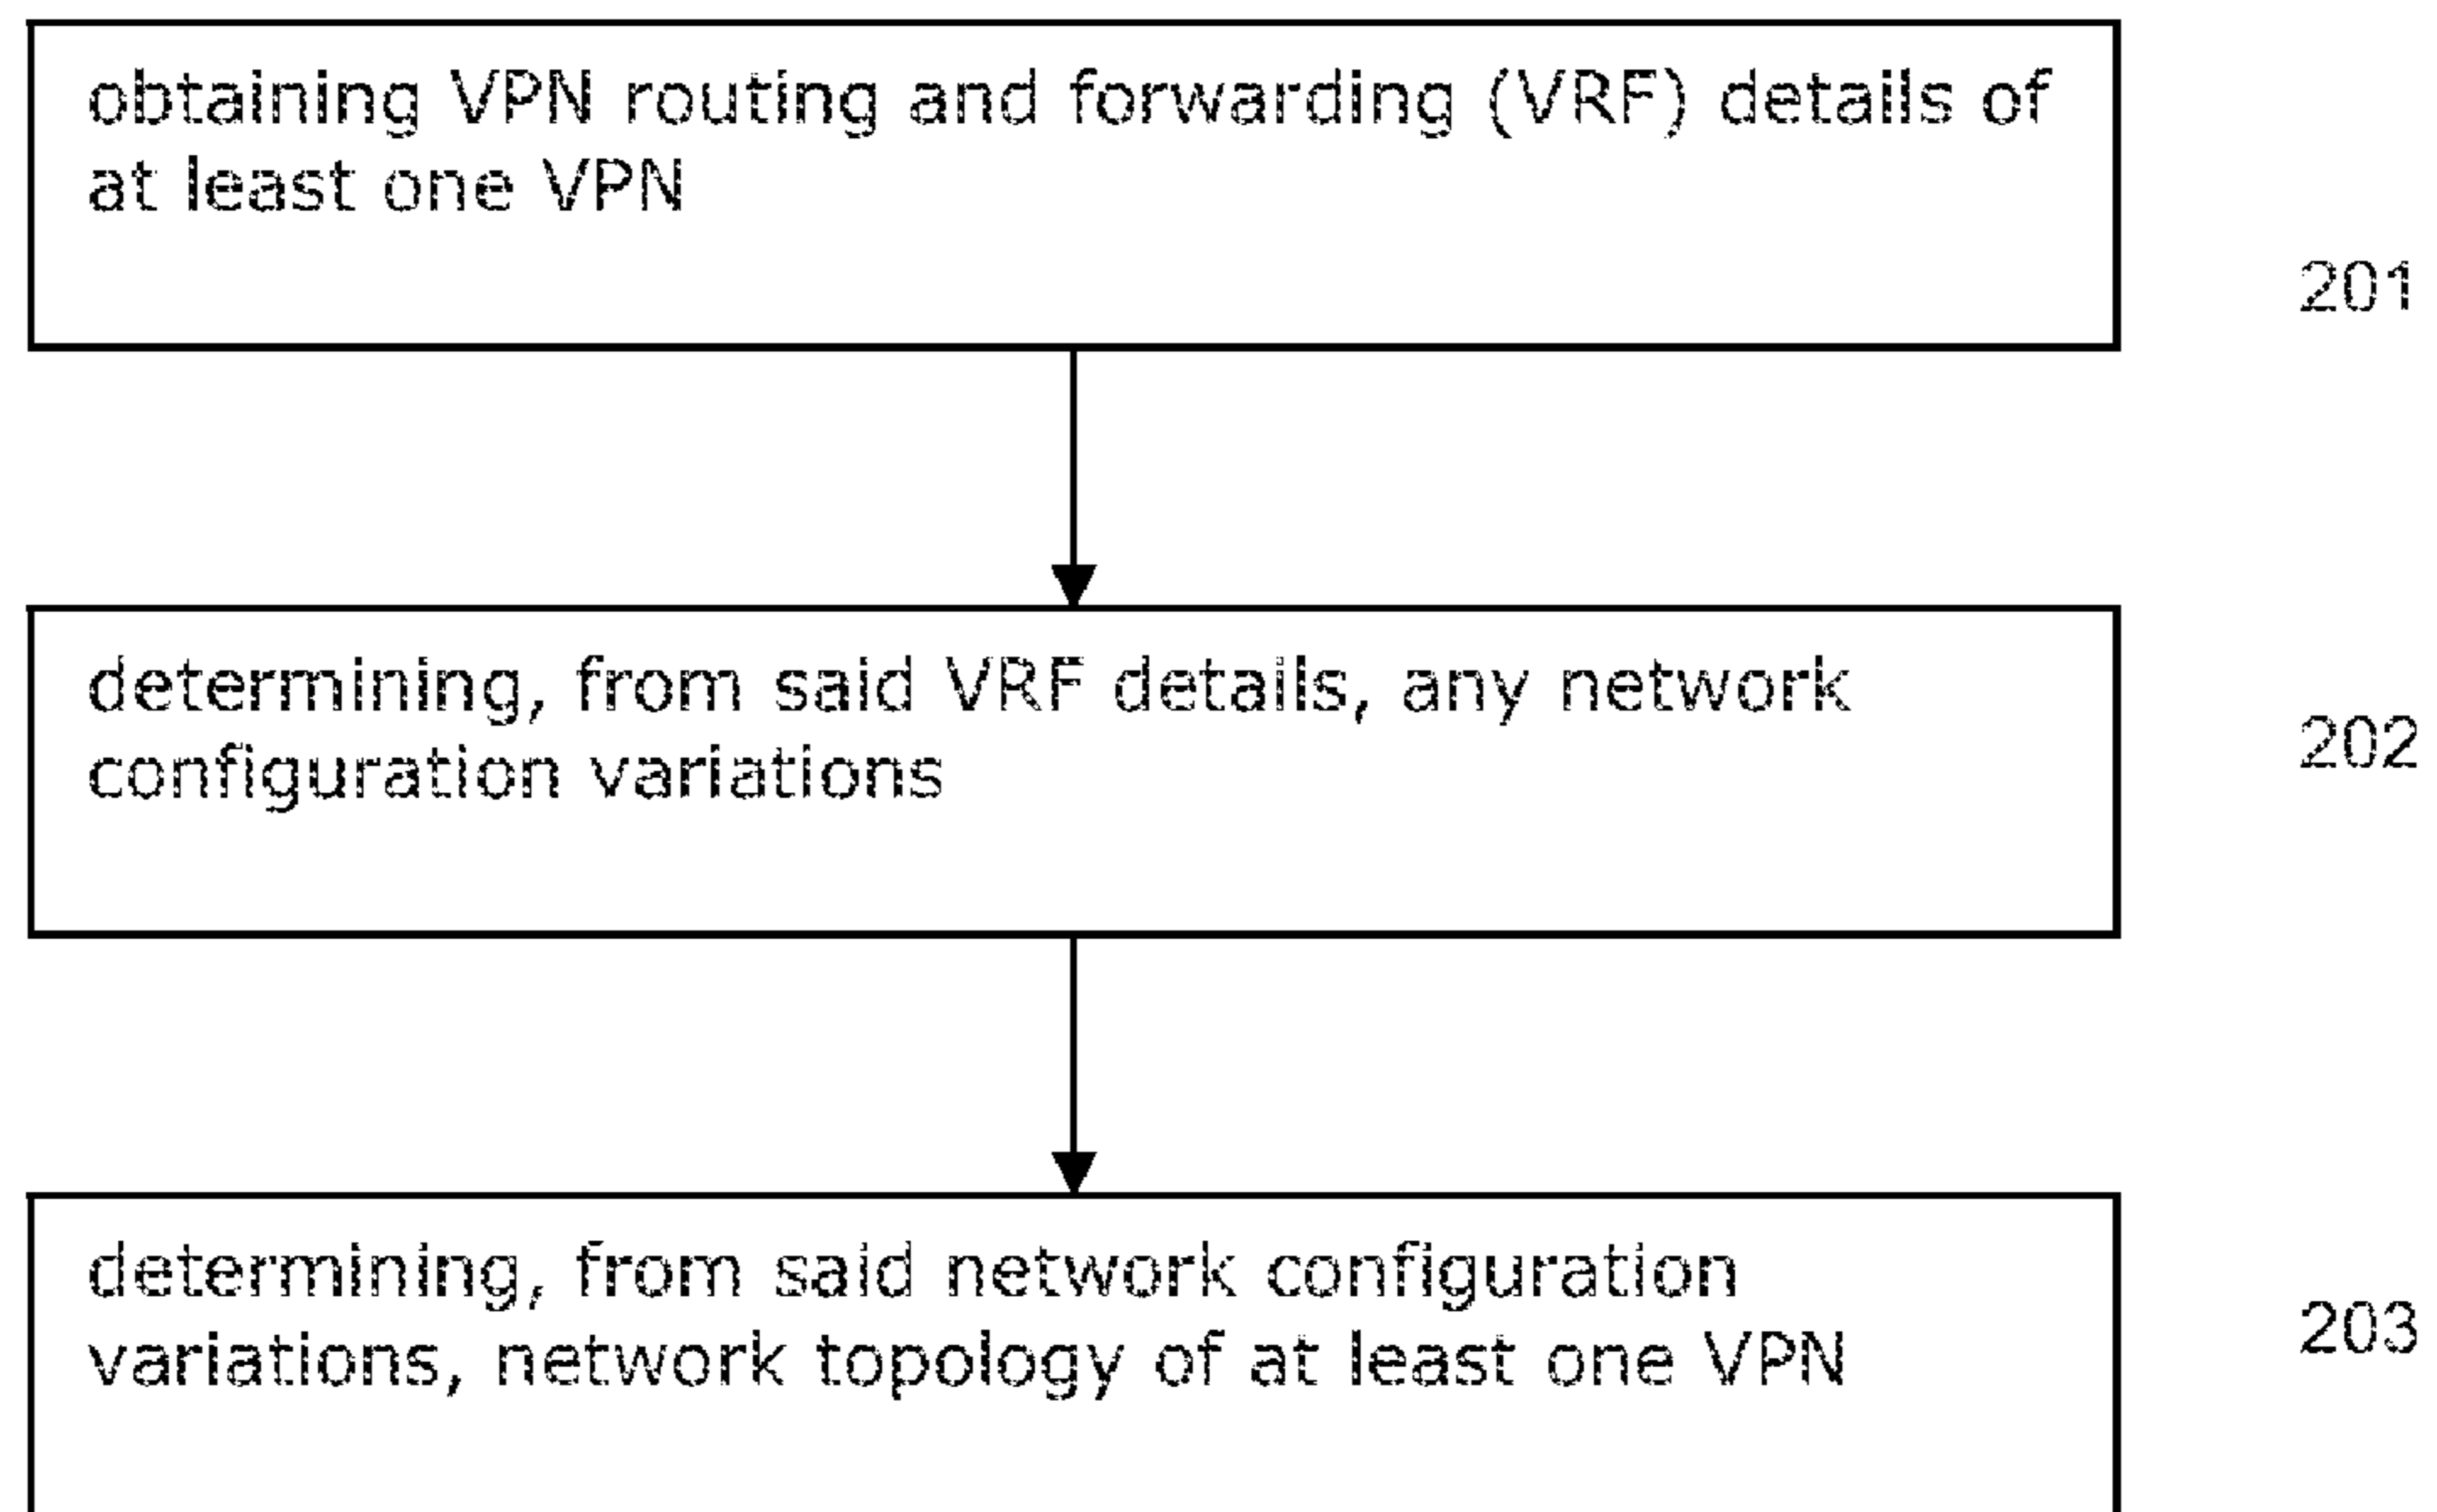 obtaining VPN routing and forwarding (VRF) details of
at least one VPN
201
determining, from said VRF details, any network
configuration variations
202
determining, from said network configuration
variations, network topology of at least one VPN
203